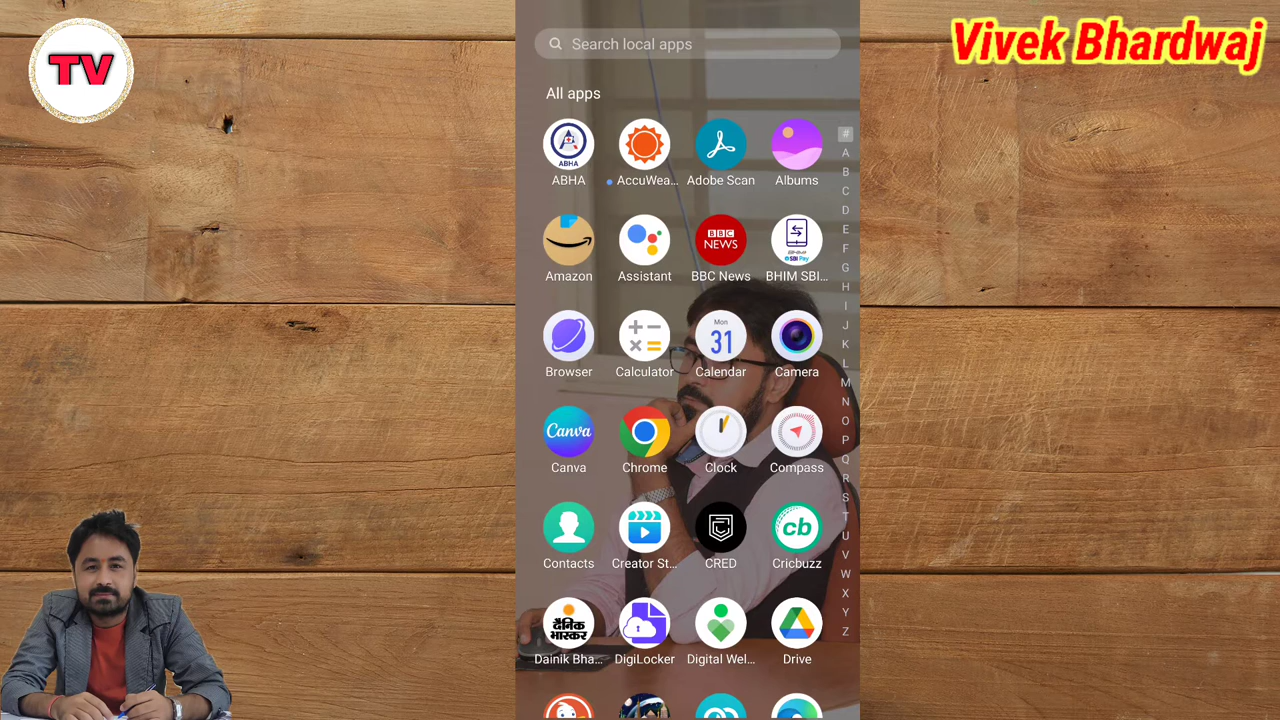 TV
Vivek Bhardwaj
Search local apps
All apps
#
A
B
C
D
E
F
G
H
I
J
K
L
M
N
O
P
Q
R
S
T
U
V
W
X
Y
Z
ABHA
ABHA AccuWea... Adobe Scan Albums
BBC
NEWS
SBI Pay
Amazon Assistant BBC News BHIM SBI...
Mon
31
Browser Calculator Calendar Camera
Canva
Canva Chrome Clock Compass
cb
Contacts Creator St... CRED Cricbuzz
दैनिक
भास्कर
Dainik Bha... DigiLocker Digital Wel... Drive